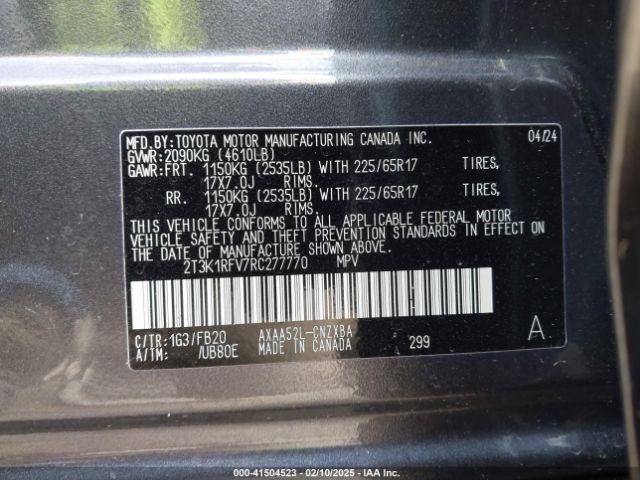 MFD.BY:TOYOTA MOTOR MANUFACTURING CANADA INC. 04/24
GVWR:2090KG (4610LB)
GAWR:FRT. 1150KG (2535LB) WITH 225/65R17 TIRES,
17X7.0J RIMS.
RR. 1150KG (2535LB) WITH 225/65R17 TIRES,
17X7.0J RIMS.
THIS VEHICLE CONFORMS TO ALL APPLICABLE FEDERAL MOTOR
VEHICLE SAFETY AND THEFT PREVENTION STANDARDS IN EFFECT ON
THE DATE OF MANUFACTURE SHOWN ABOVE.
2T3K1RFV7RC277770 MPV
C/TR:1G3/FB20 AXAA52L-CNZXBA A
A/TM: /UB80E MADE IN CANADA 299
000-41504523 - 02/10/2025 - IAA Inc.